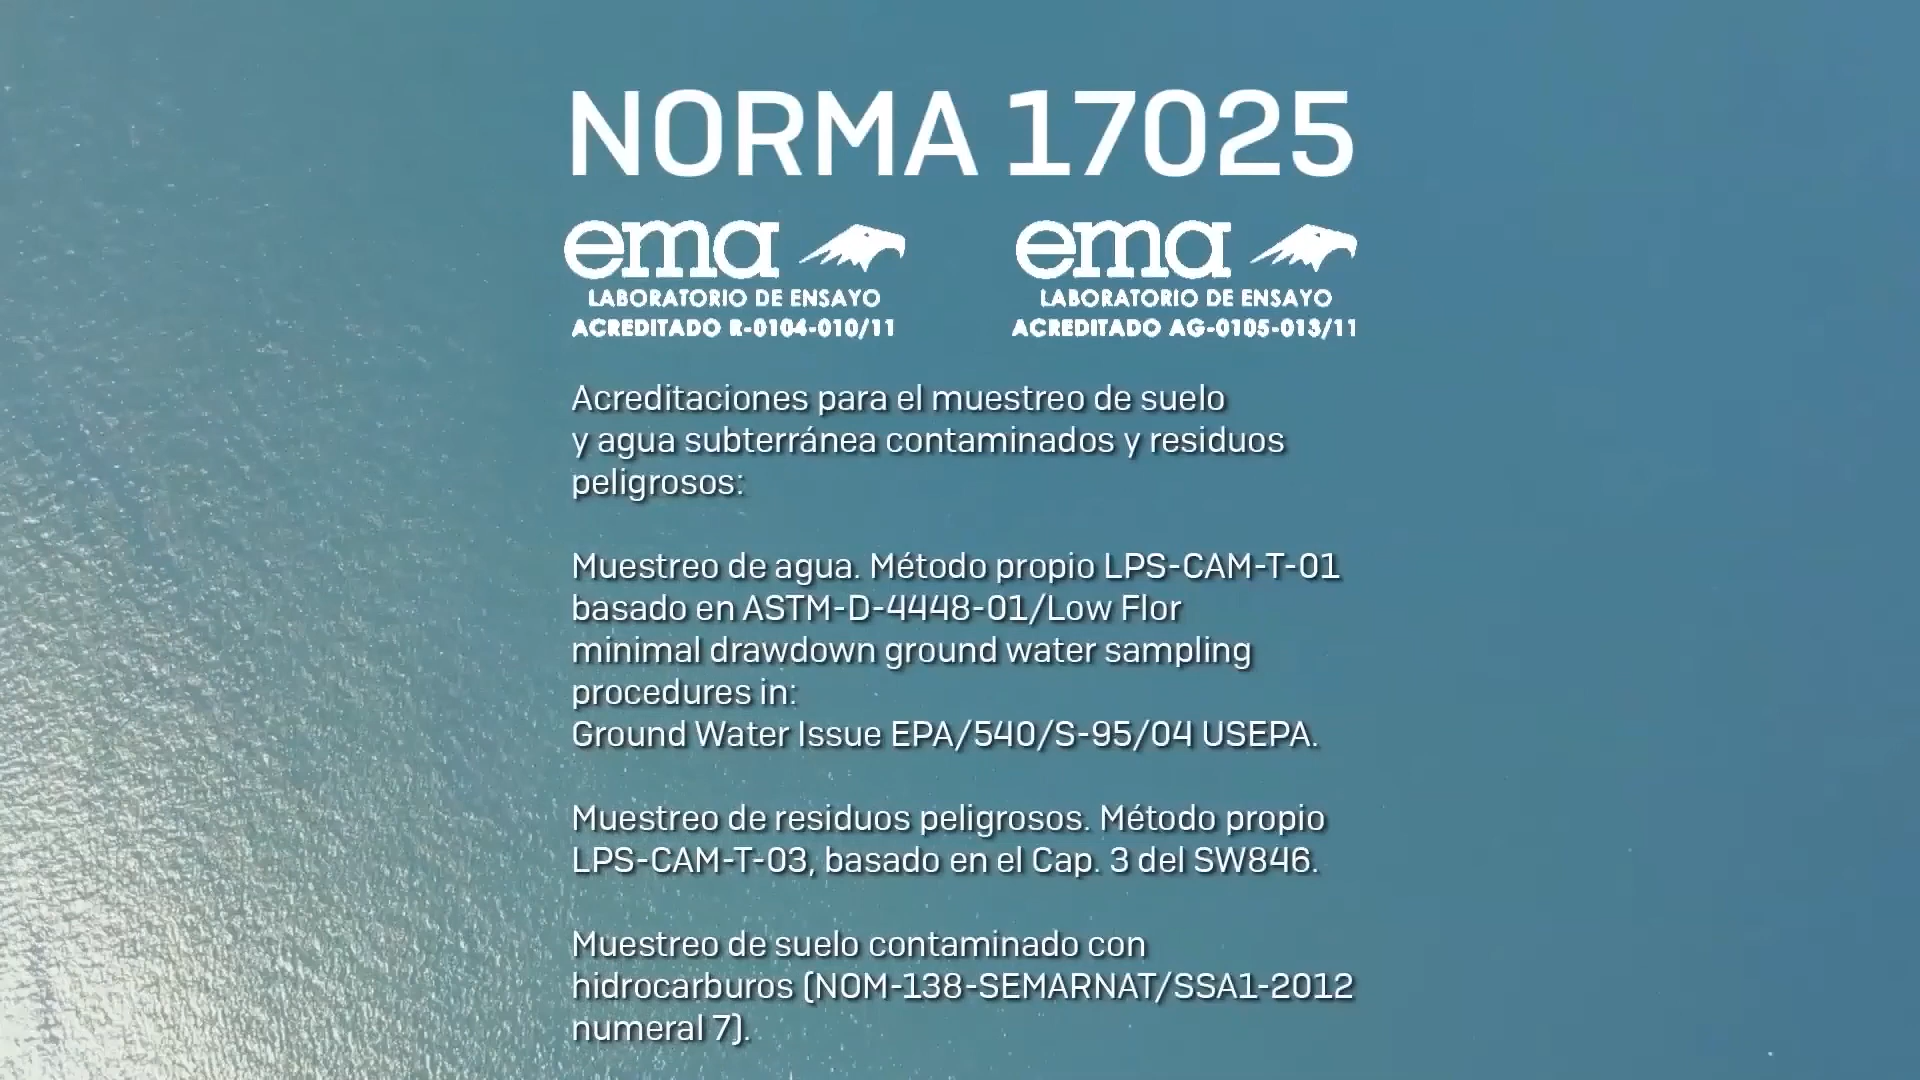 NORMA 17025
ema ema
LABORATORIO DE ENSAYO LABORATORIO DE ENSAYO
ACREDITADO R-0104-010/11 ACREDITADO AG-0105-013/11
Acreditaciones para el muestreo de suelo
y agua subterránea contaminados y residuos
peligrosos:
Muestreo de agua. Método propio LPS-CAM-T-01
basado en ASTM-D-4448-01/Low Flor
minimal drawdown ground water sampling
procedures in:
Ground Water Issue EPA/540/S-95/04 USEPA.
Muestreo de residuos peligrosos. Método propio
LPS-CAM-T-03, basado en el Cap. 3 del SW846.
Muestreo de suelo contaminado con
hidrocarburos (NOM-138-SEMARNAT/SSA1-2012
numeral 7).